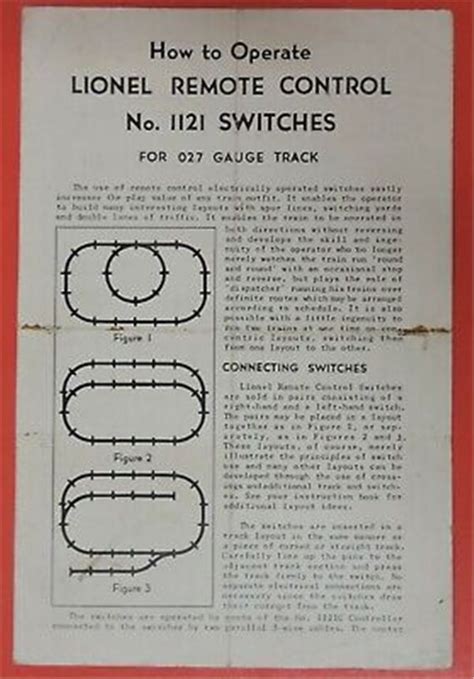 How to Operate
LIONEL REMOTE CONTROL
No. 1121 SWITCHES
FOR 027 GAUGE TRACK
The use of remote control electrically operated switches vastly
increases the play value of any train outfit. It enables the operator
to build many interesting layouts with spur lines, switching yards
and double lanes of traffic. It enables the train to be operated in
both directions without reversing
and develops the skill and inge-
nuity of the operator who no longer
merely watches the train run 'round
and round' with an occasional stop
and reverse, but plays the role of
'dispatcher' running his trains over
definite routes which may be arranged
according to schedule. It is also
possible with a little ingenuity to
run two trains at one time on con-
centric layouts, switching them
from one layout to the other.
Figure 1
CONNECTING SWITCHES
Lionel Remote Control Switches
are sold in pairs consisting of a
right-hand and a left-hand switch.
The pairs may be placed in a layout
together as in Figure 1, or sep-
arately, as in Figures 2 and 3.
These layouts, of course, merely
illustrate the principles of switch
use and many other layouts can be
developed through the use of cross-
ings and additional track and switch-
es. See your instruction book for
additional layout ideas.
Figure 2
The switches are inserted in a
track layout in the same manner as
a piece of curved or straight track.
Carefully line up the pins to the
adjacent track section and press
the track firmly to the switch. No
separate electrical connections are
necessary since the switches draw
their current from the track.
Figure 3
The switches are operated by means of the No. 1121C Controller
connected to the switches by two parallel 3-wire cables. The